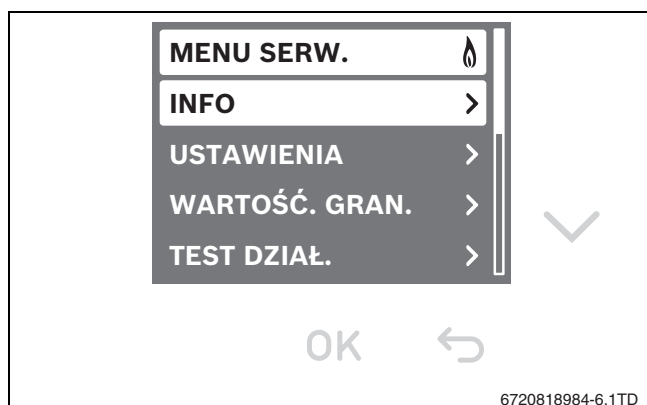 MENU SERW.
INFO
USTAWIENIA
WARTOŚĆ. GRAN.
TEST DZIAŁ.
OK
6720818984-6.1TD